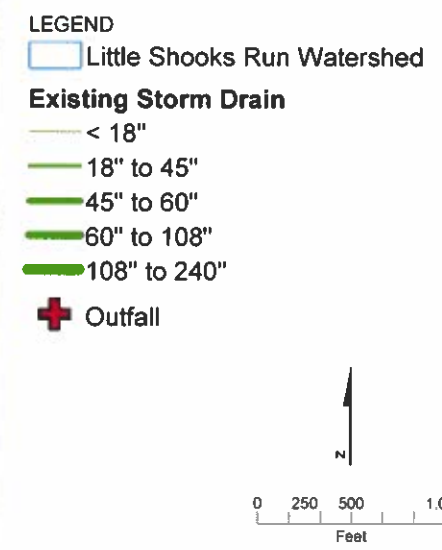 LEGEND
Little Shooks Run Watershed
Existing Storm Drain
< 18"
18" to 45"
45" to 60"
60" to 108"
108" to 240"
Outfall
N
0 250 500
Feet